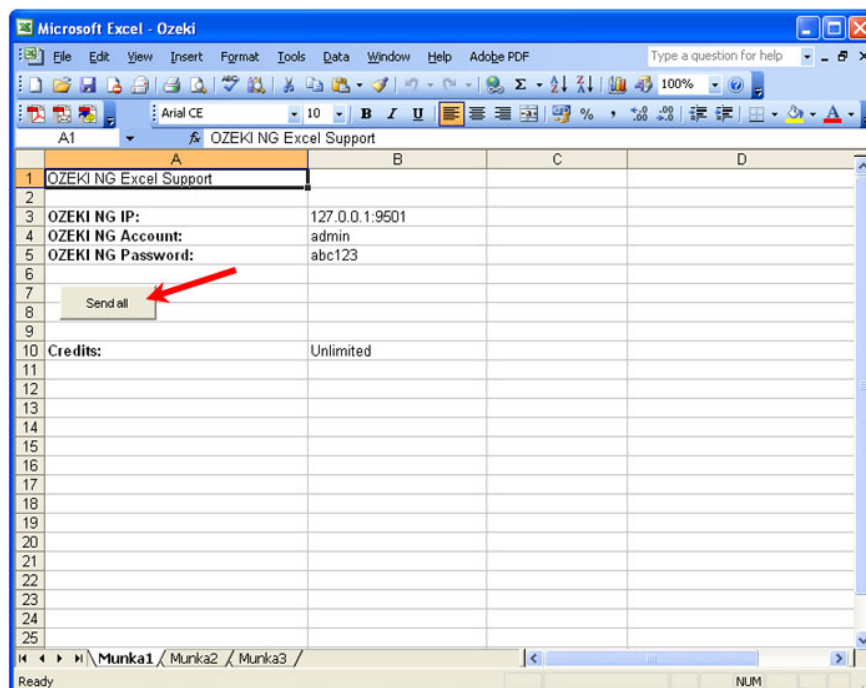 Microsoft Excel - Ozeki
File Edit View Insert Format Tools Data Window Help Adobe PDF Type a question for help
100%
Arial CE 10 B I U
A1 fx OZEKI NG Excel Support
A B C D
1 OZEKI NG Excel Support
2
3 OZEKI NG IP: 127.0.0.1:9501
4 OZEKI NG Account: admin
5 OZEKI NG Password: abc123
6
7
Send all
8
9
10 Credits: Unlimited
11
12
13
14
15
16
17
18
19
20
21
22
23
24
25
Munka1 Munka2 Munka3
Ready NUM